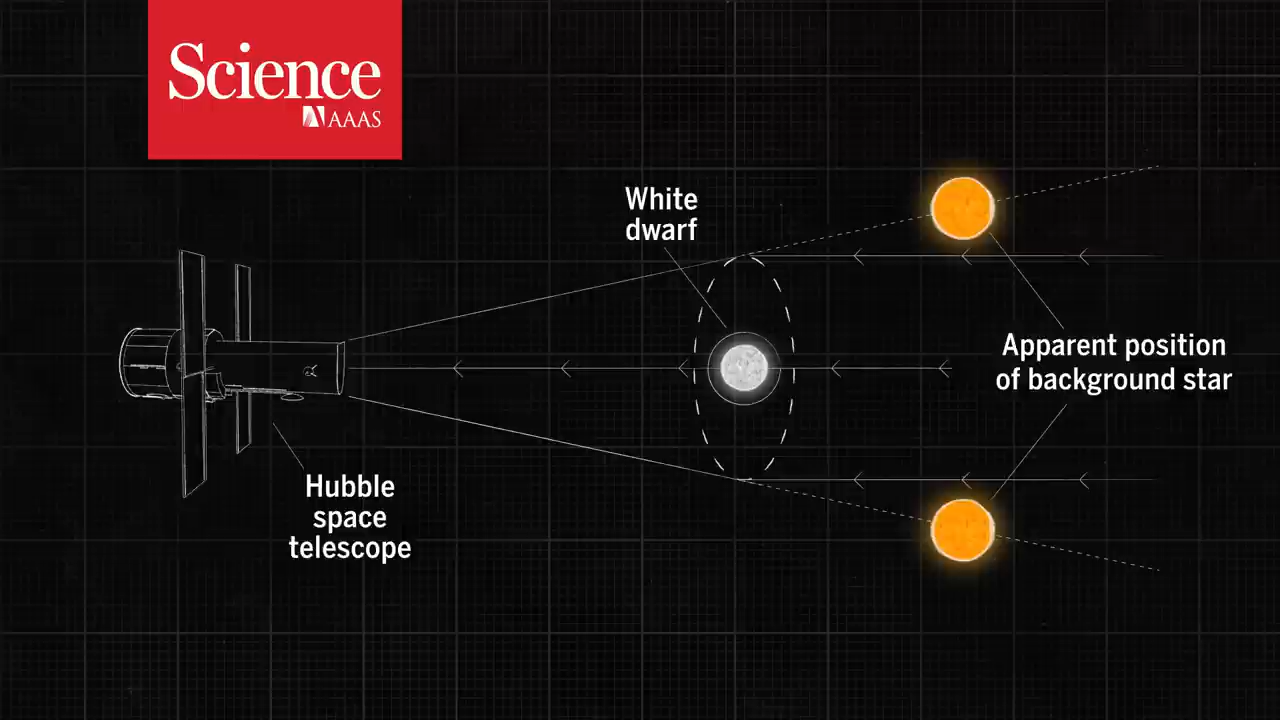 Science
AAAS
White
dwarf
Apparent position
of background star
Hubble
space
telescope